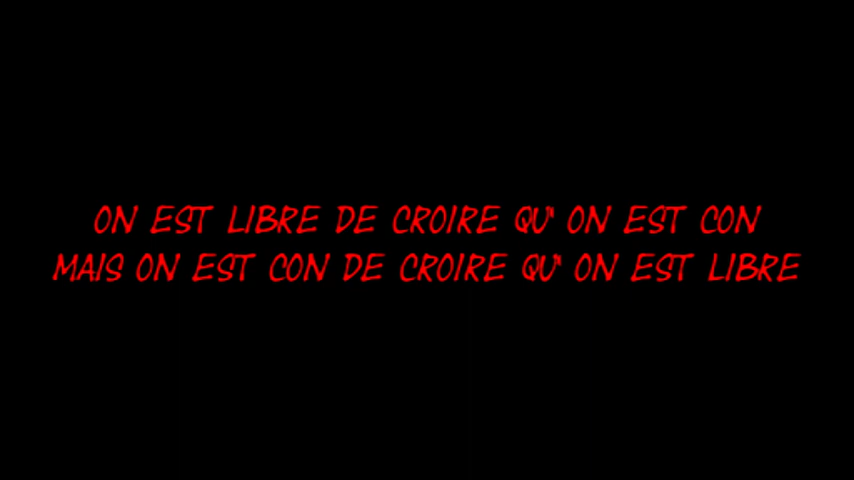 ON EST LIBRE DE CROIRE QU' ON EST CON
MAIS ON EST CON DE CROIRE QU' ON EST LIBRE